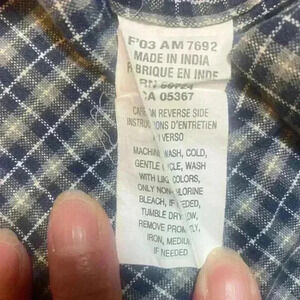 F'03 AM 7692
MADE IN INDIA
FABRIQUE EN INDE
RN
CA 05367
CARE ON REVERSE SIDE
INSTRUCTIONS D'ENTRETIEN
AU VERSO
MACHINE WASH, COLD,
GENTLE CYCLE, WASH
WITH LIKE COLORS,
ONLY NON-CHLORINE
BLEACH, IF NEEDED,
TUMBLE DRY LOW,
REMOVE PROMPTLY,
IRON, MEDIUM
IF NEEDED